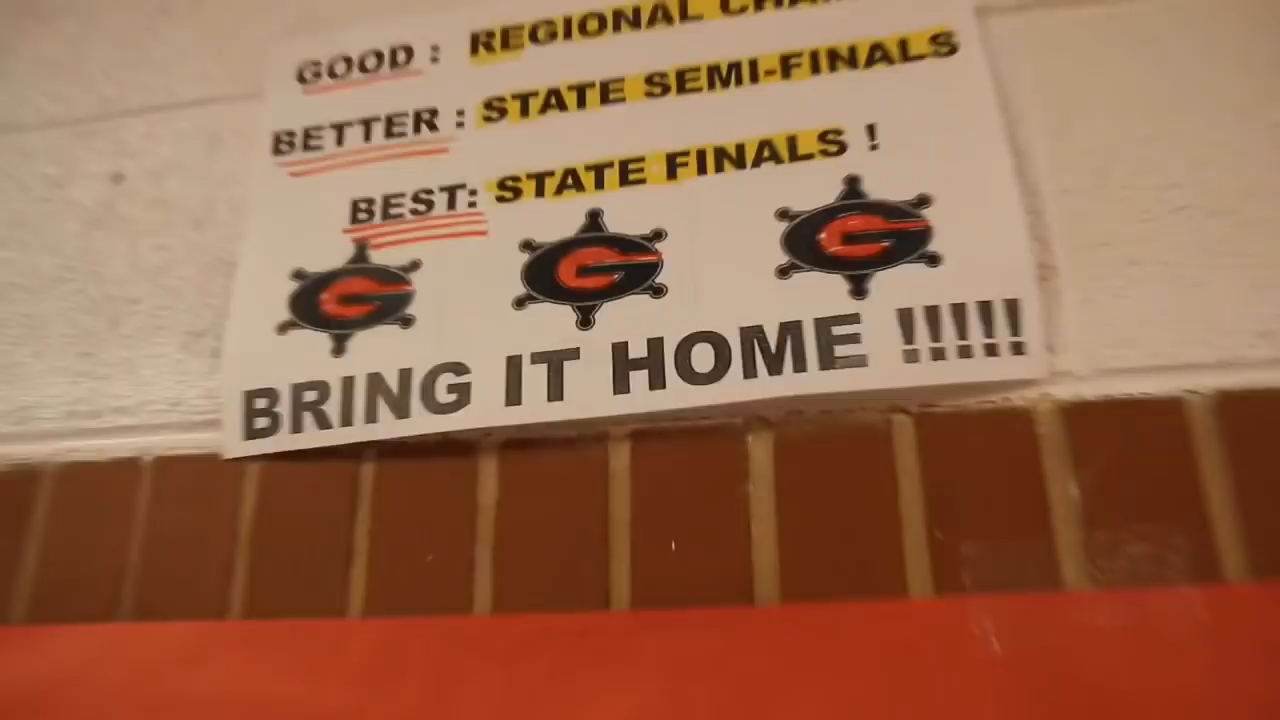 GOOD : REGIONAL
BETTER : STATE SEMI-FINALS
BEST: STATE FINALS !
G G G
BRING IT HOME !!!!!